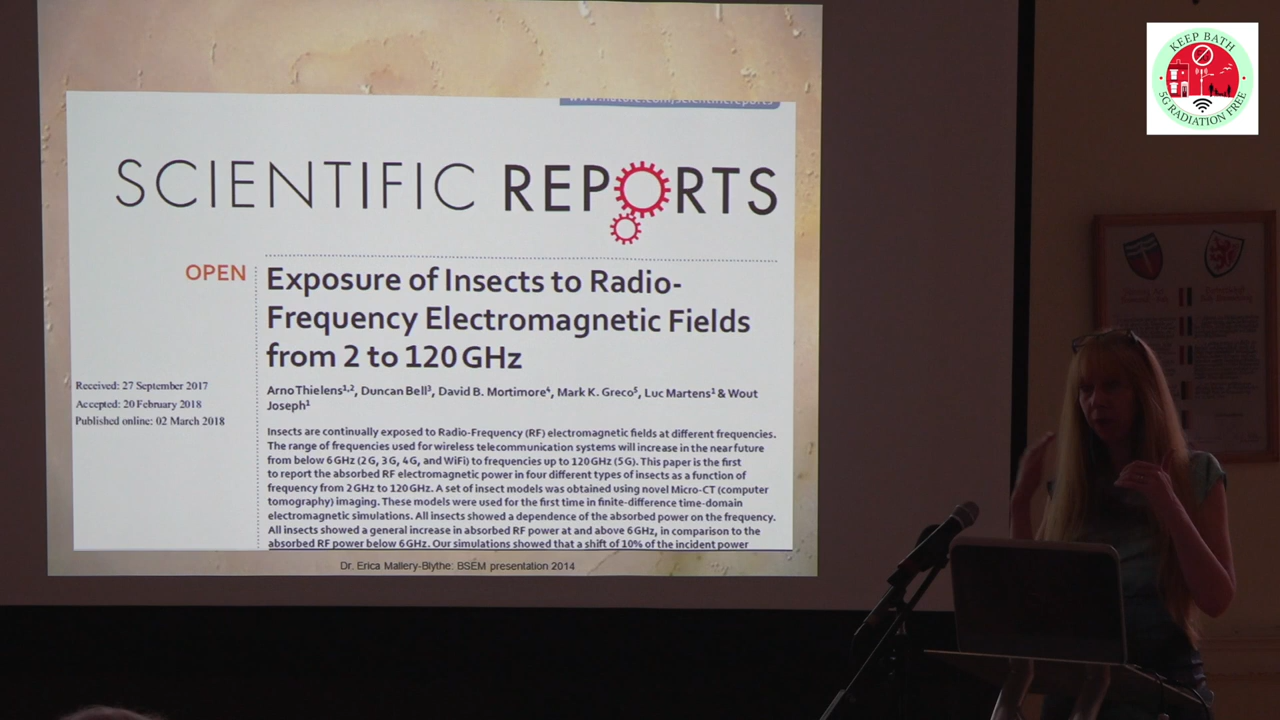 www.nature.com/scientificreports
SCIENTIFIC REPORTS
OPEN
Exposure of Insects to Radio-
Frequency Electromagnetic Fields
from 2 to 120 GHz
Received: 27 September 2017
Accepted: 20 February 2018
Published online: 02 March 2018
Arno Thielens1,2, Duncan Bell3, David B. Mortimore4, Mark K. Greco5, Luc Martens1 & Wout
Joseph1
Insects are continually exposed to Radio-Frequency (RF) electromagnetic fields at different frequencies.
The range of frequencies used for wireless telecommunication systems will increase in the near future
from below 6 GHz (2 G, 3 G, 4 G, and WiFi) to frequencies up to 120 GHz (5 G). This paper is the first
to report the absorbed RF electromagnetic power in four different types of insects as a function of
frequency from 2 GHz to 120 GHz. A set of insect models was obtained using novel Micro-CT (computer
tomography) imaging. These models were used for the first time in finite-difference time-domain
electromagnetic simulations. All insects showed a dependence of the absorbed power on the frequency.
All insects showed a general increase in absorbed RF power at and above 6 GHz, in comparison to the
absorbed RF power below 6 GHz. Our simulations showed that a shift of 10% of the incident power
Dr. Erica Mallery-Blythe: BSEM presentation 2014
KEEP BATH
5G RADIATION FREE